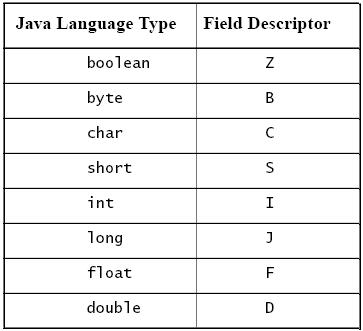 Java Language Type Field Descriptor
boolean Z
byte B
char C
short S
int I
long J
float F
double D